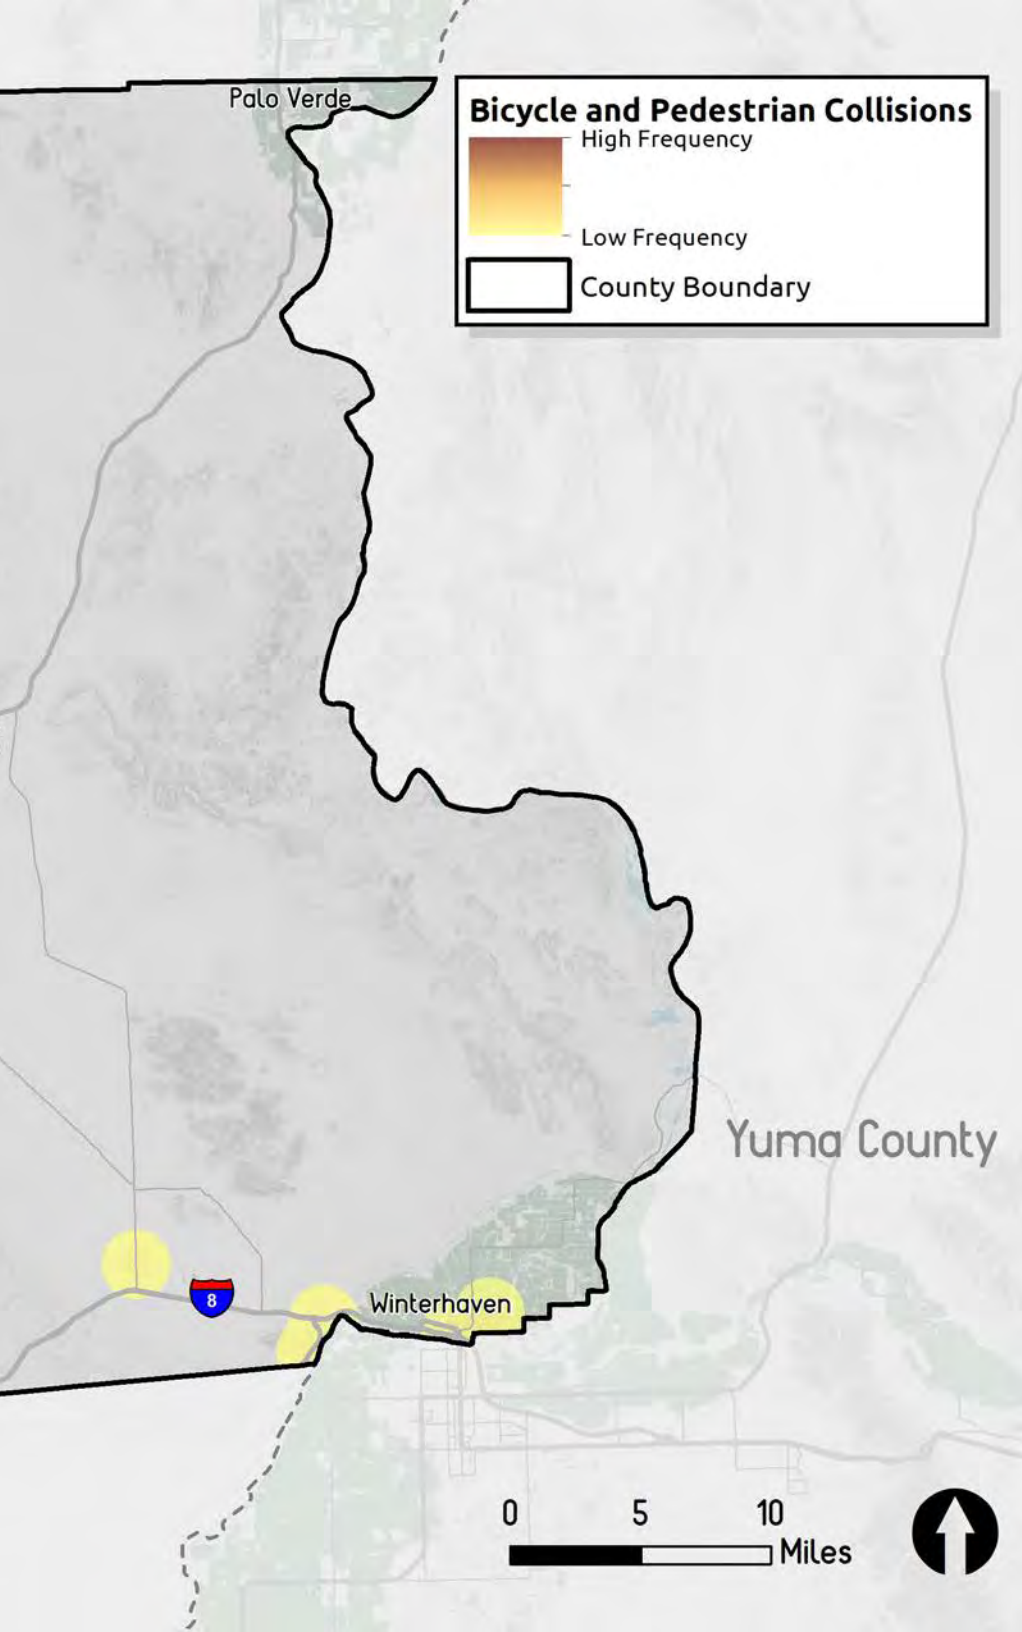 Palo Verde
Bicycle and Pedestrian Collisions
High Frequency
Low Frequency
County Boundary
Yuma County
8
Winterhaven
0 5 10
Miles